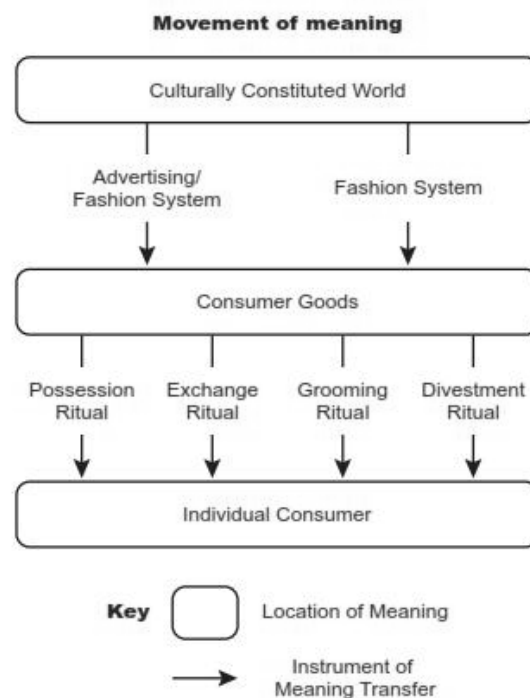 Movement of meaning
Culturally Constituted World
Advertising/
Fashion System
Fashion System
Consumer Goods
Possession
Ritual
Exchange
Ritual
Grooming
Ritual
Divestment
Ritual
Individual Consumer
Key
Location of Meaning
Instrument of
Meaning Transfer